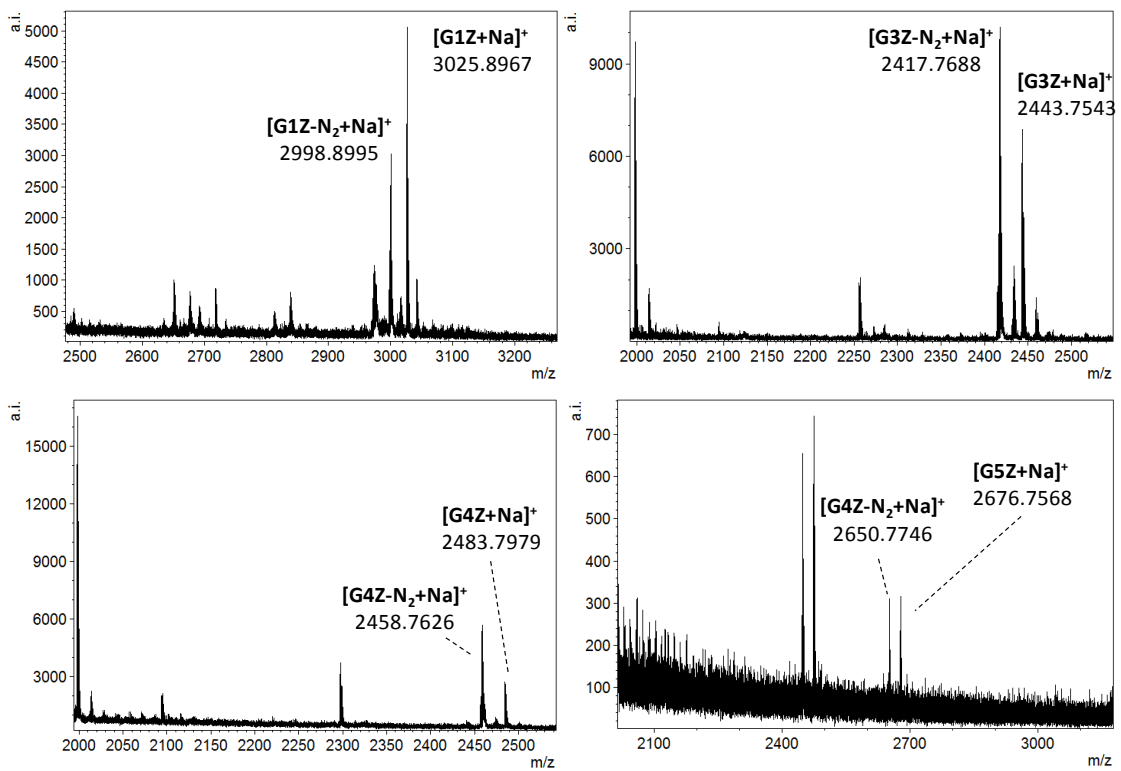 a.i.
5000
4500
4000
3500
3000
2500
2000
1500
1000
500
[G1Z+Na]⁺
3025.8967
[G1Z-N₂+Na]⁺
2998.8995
2500 2600 2700 2800 2900 3000 3100 3200
m/z
a.i.
9000
6000
3000
[G3Z-N₂+Na]⁺
2417.7688
[G3Z+Na]⁺
2443.7543
2000 2050 2100 2150 2200 2250 2300 2350 2400 2450 2500
m/z
a.i.
15000
12000
9000
6000
3000
[G4Z+Na]⁺
2483.7979
[G4Z-N₂+Na]⁺
2458.7626
2000 2050 2100 2150 2200 2250 2300 2350 2400 2450 2500
m/z
a.i.
700
600
500
400
300
200
100
[G5Z+Na]⁺
2676.7568
[G4Z-N₂+Na]⁺
2650.7746
2100 2400 2700 3000
m/z